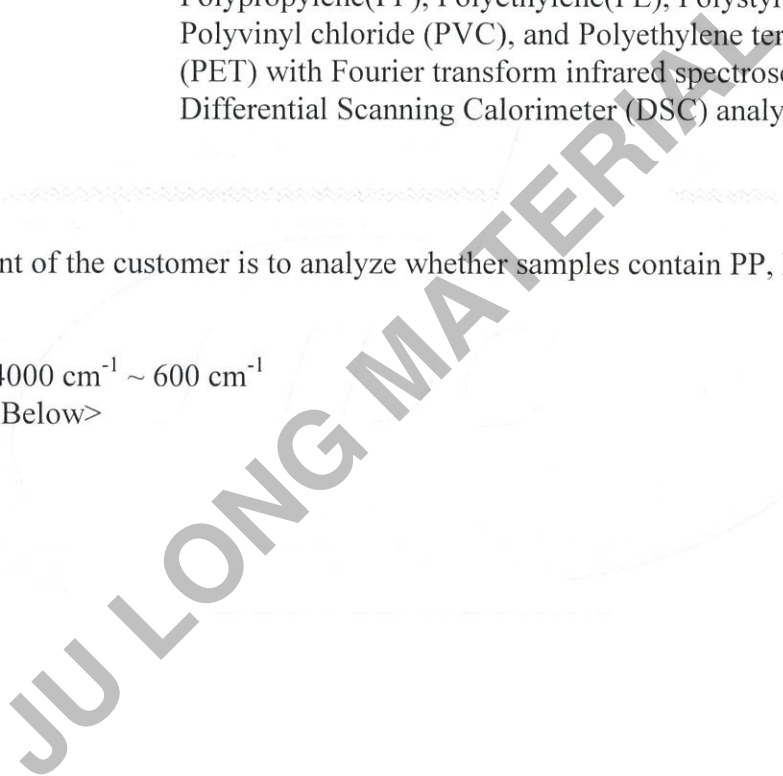 Polypropylene(PP), Polyethylene(PE),
Polyvinyl chloride (PVC), and Polyethylene ter
(PET) with Fourier transform infrared spectrosc
Differential Scanning Calorimeter (DSC) analy
nt of the customer is to analyze whether samples contain PP,
4000 cm⁻¹ ~ 600 cm⁻¹
Below>
JU LONG MATERIAL